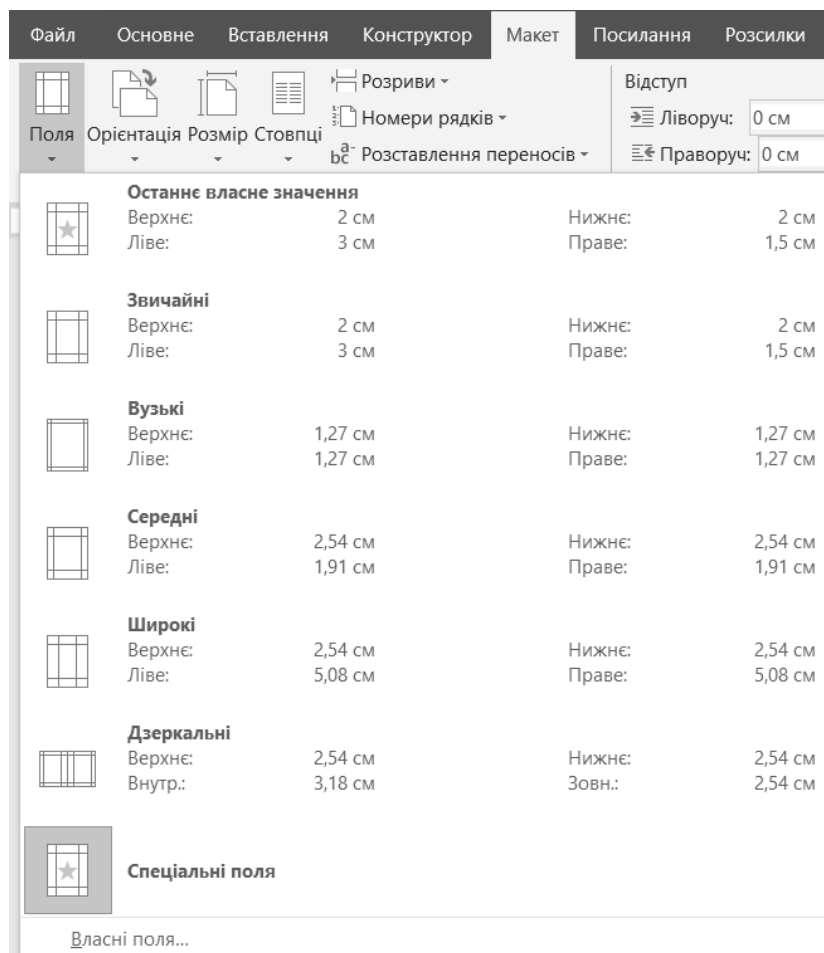 Файл Основне Вставлення Конструктор Макет Посилання Розсилки
Поля Орієнтація Розмір Стовпці
Розриви
Номери рядків
Розставлення переносів
Відступ
Ліворуч: 0 см
Праворуч: 0 см
Останнє власне значення
Верхнє: 2 см Нижнє: 2 см
Ліве: 3 см Праве: 1,5 см
Звичайні
Верхнє: 2 см Нижнє: 2 см
Ліве: 3 см Праве: 1,5 см
Вузькі
Верхнє: 1,27 см Нижнє: 1,27 см
Ліве: 1,27 см Праве: 1,27 см
Середні
Верхнє: 2,54 см Нижнє: 2,54 см
Ліве: 1,91 см Праве: 1,91 см
Широкі
Верхнє: 2,54 см Нижнє: 2,54 см
Ліве: 5,08 см Праве: 5,08 см
Дзеркальні
Верхнє: 2,54 см Нижнє: 2,54 см
Внутр.: 3,18 см Зовн.: 2,54 см
Спеціальні поля
Власні поля...